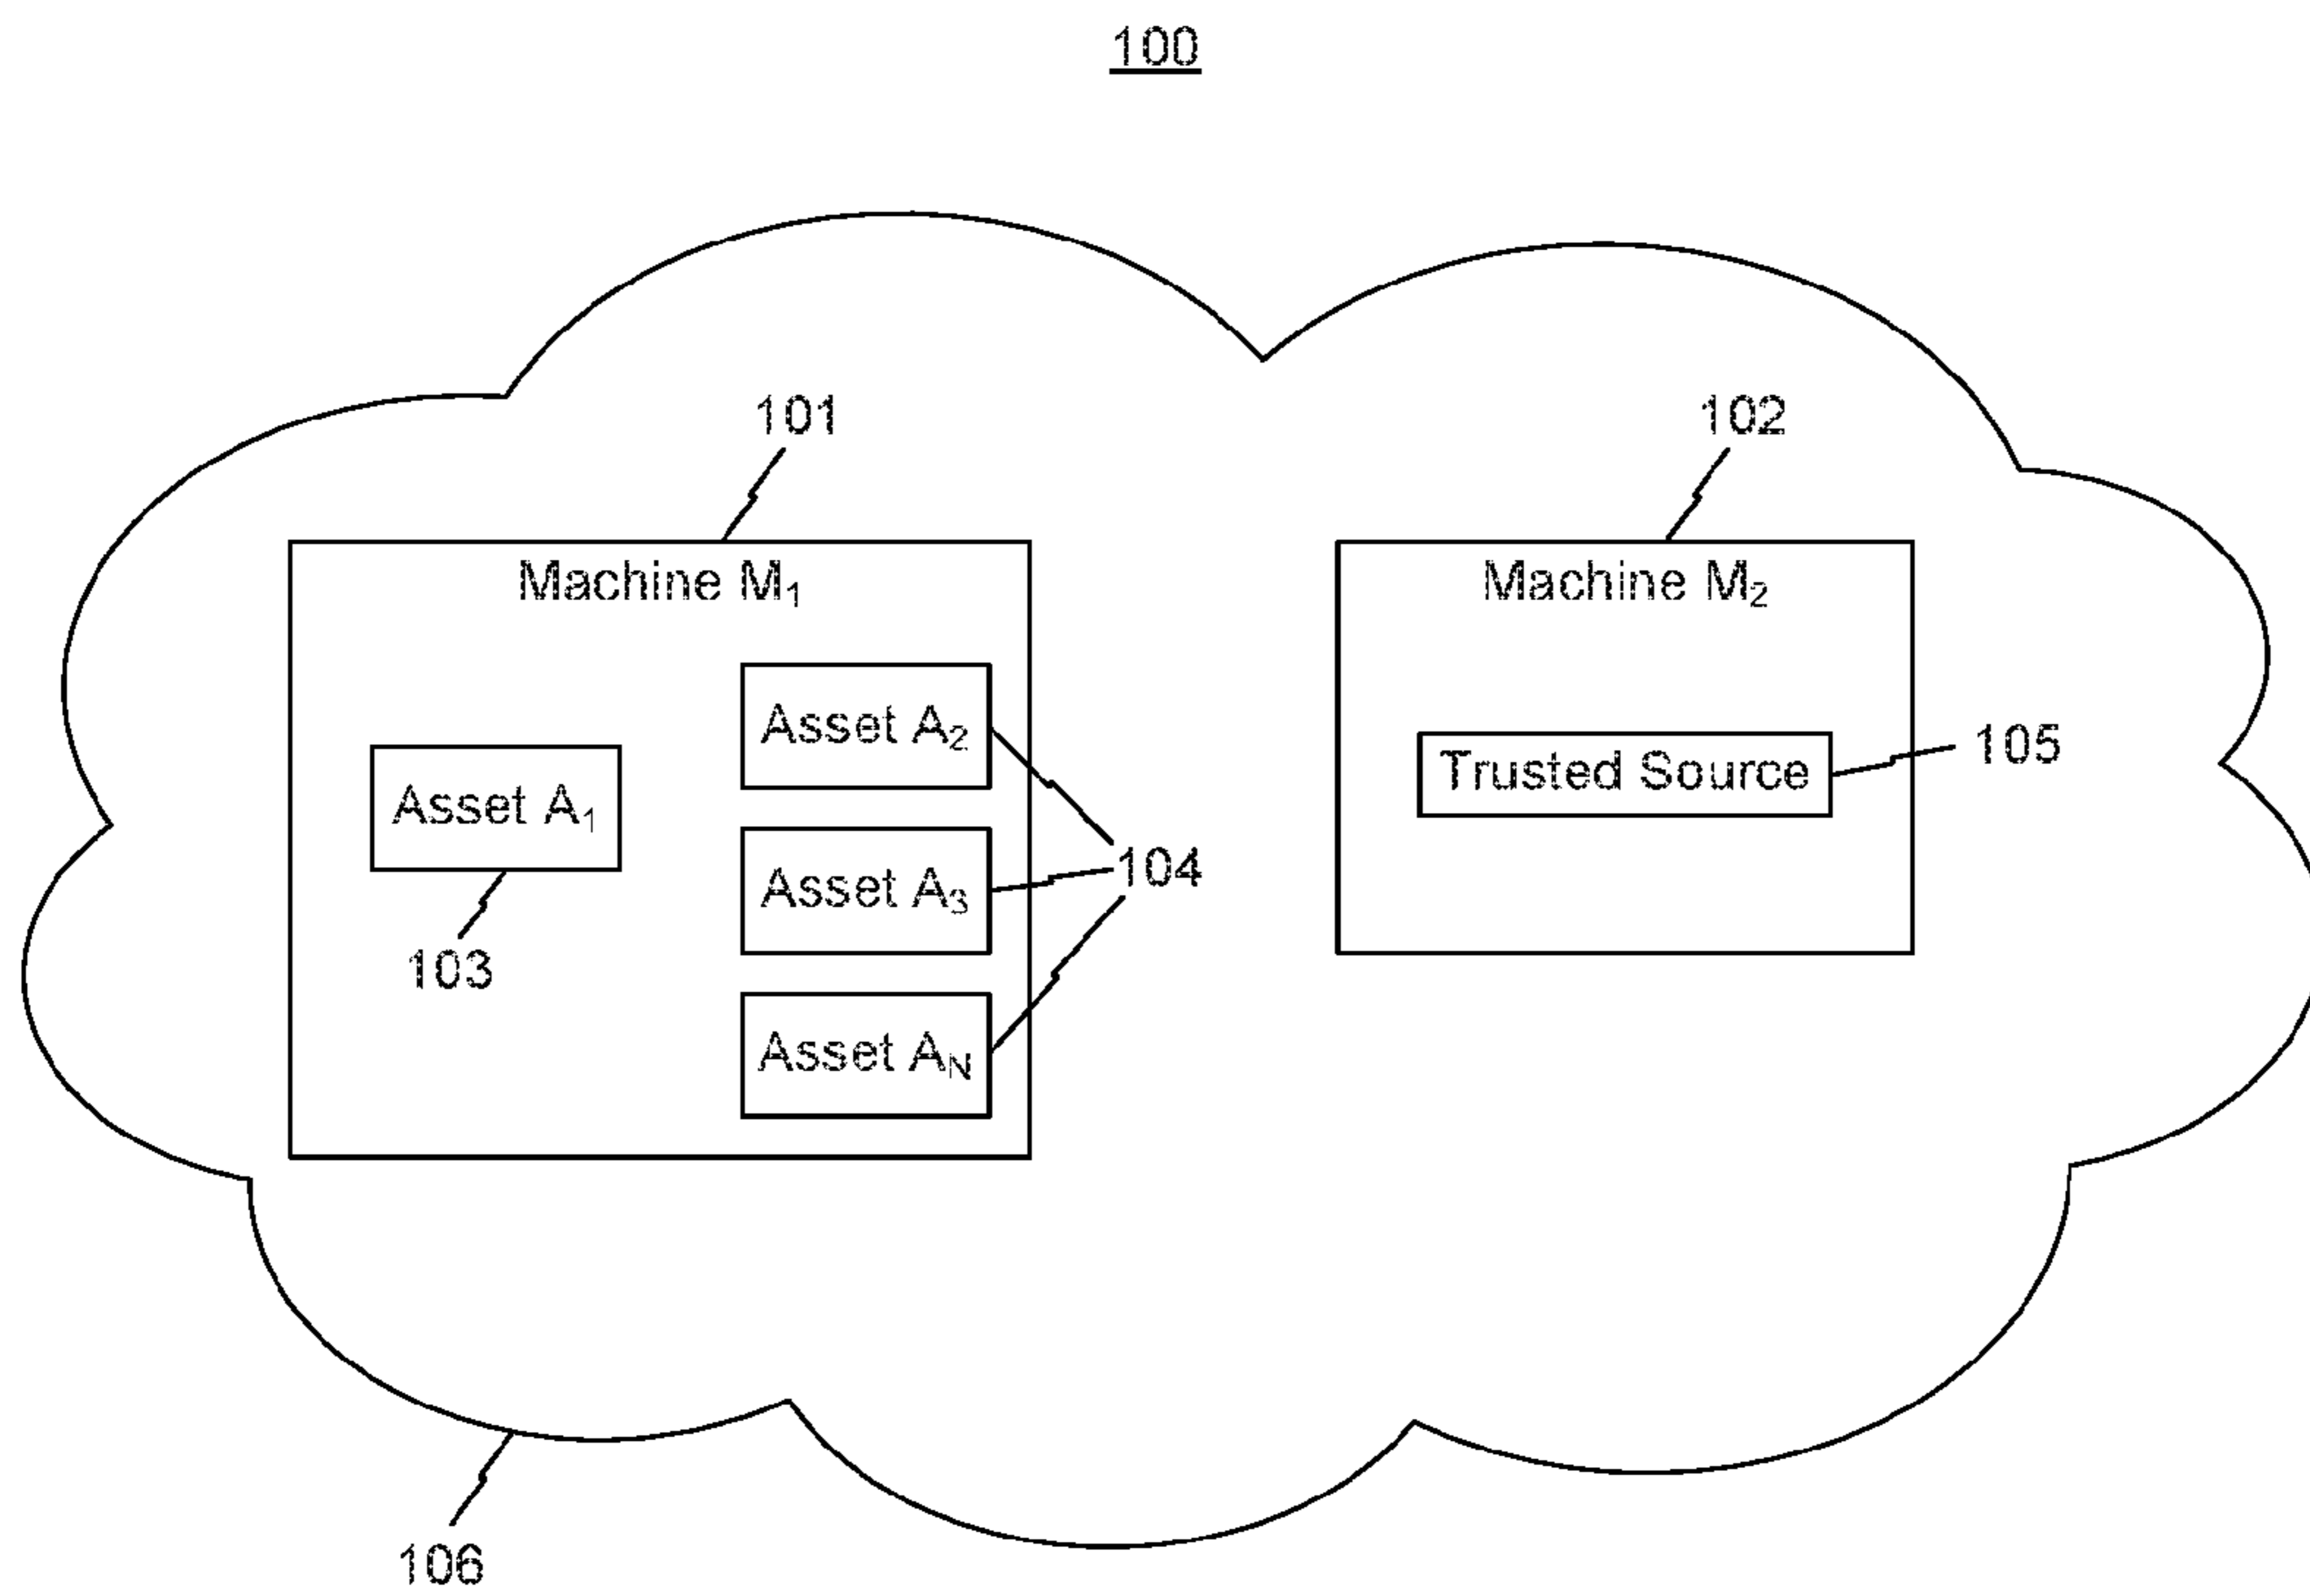 100
101
102
Machine M₁
Machine M₂
Asset A₂
Trusted Source
105
Asset A₁
Asset A₃
104
103
Asset A_N
106